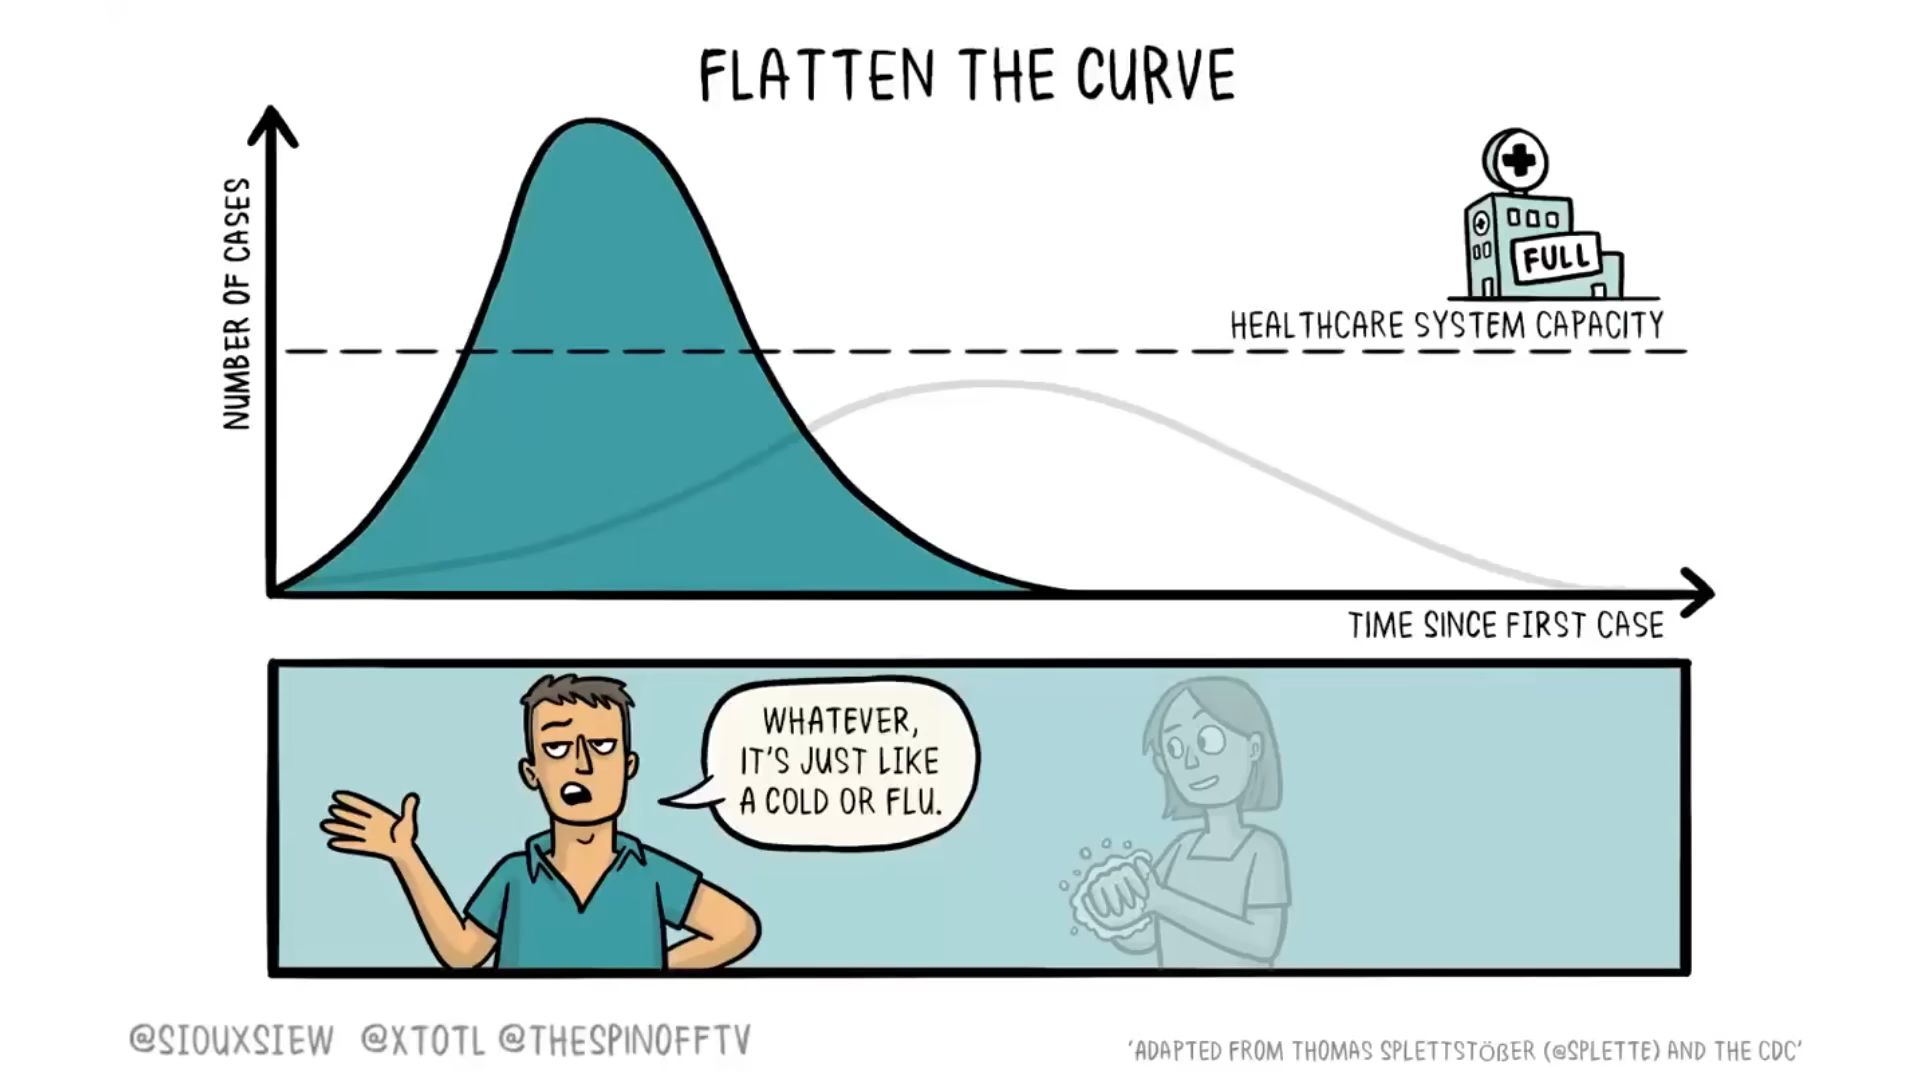 FLATTEN THE CURVE
NUMBER OF CASES
FULL
HEALTHCARE SYSTEM CAPACITY
TIME SINCE FIRST CASE
WHATEVER,
IT'S JUST LIKE
A COLD OR FLU.
@SIOUXSIEW @XTOTL @THESPINOFFTV
'ADAPTED FROM THOMAS SPLETTSTÖßER (@SPLETTE) AND THE CDC'